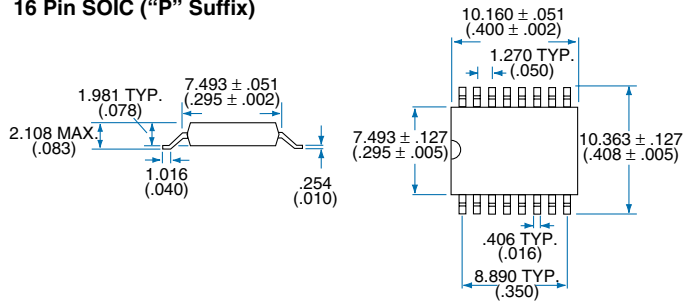 16 Pin SOIC (“P” Suffix)
1.981 TYP.
(.078)
7.493 ± .051
(.295 ± .002)
2.108 MAX.
(.083)
1.016
(.040)
.254
(.010)
10.160 ± .051
(.400 ± .002)
1.270 TYP.
(.050)
7.493 ± .127
(.295 ± .005)
10.363 ± .127
(.408 ± .005)
.406 TYP.
(.016)
8.890 TYP.
(.350)